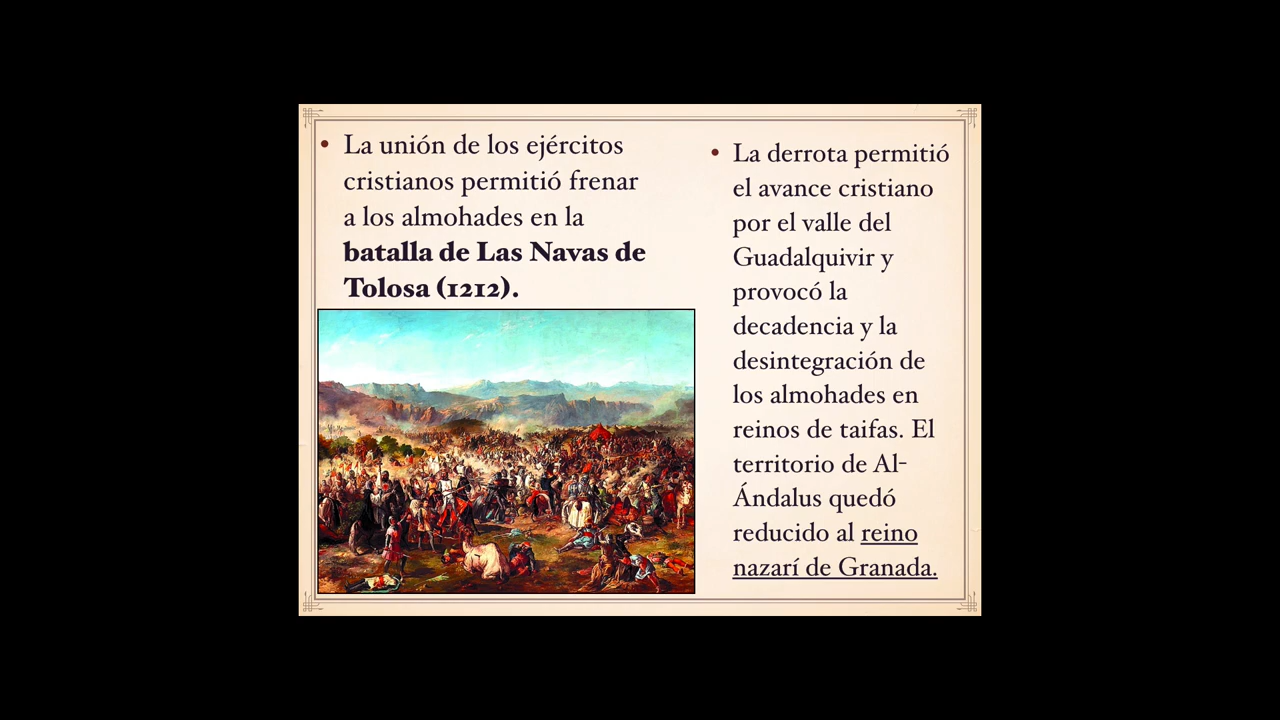 • La unión de los ejércitos
cristianos permitió frenar
a los almohades en la
batalla de Las Navas de
Tolosa (1212).
• La derrota permitió
el avance cristiano
por el valle del
Guadalquivir y
provocó la
decadencia y la
desintegración de
los almohades en
reinos de taifas. El
territorio de Al-
Ándalus quedó
reducido al reino
nazarí de Granada.